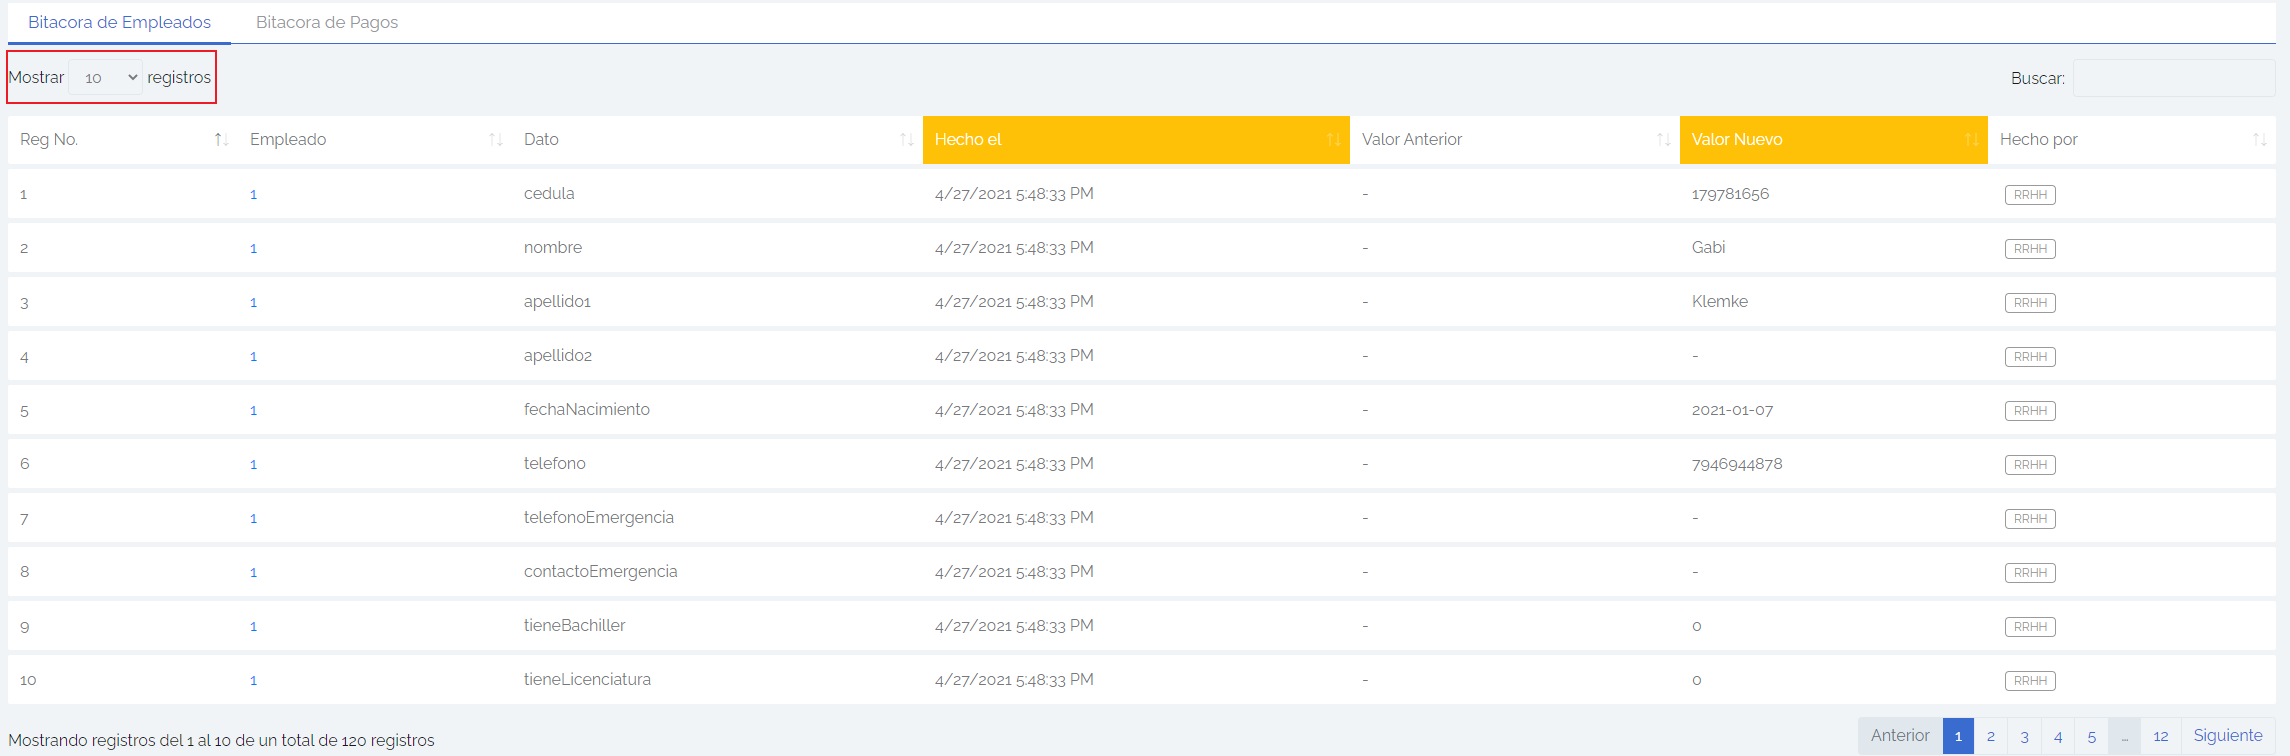 Bitacora de Empleados Bitacora de Pagos
Mostrar 10 registros Buscar:
Reg No. Empleado Dato Hecho el Valor Anterior Valor Nuevo Hecho por
1 1 cedula 4/27/2021 5:48:33 PM - 179781656 RRHH
2 1 nombre 4/27/2021 5:48:33 PM - Gabi RRHH
3 1 apellido1 4/27/2021 5:48:33 PM - Klemke RRHH
4 1 apellido2 4/27/2021 5:48:33 PM - - RRHH
5 1 fechaNacimiento 4/27/2021 5:48:33 PM - 2021-01-07 RRHH
6 1 telefono 4/27/2021 5:48:33 PM - 7946944878 RRHH
7 1 telefonoEmergencia 4/27/2021 5:48:33 PM - - RRHH
8 1 contactoEmergencia 4/27/2021 5:48:33 PM - - RRHH
9 1 tieneBachiller 4/27/2021 5:48:33 PM - 0 RRHH
10 1 tieneLicenciatura 4/27/2021 5:48:33 PM - 0 RRHH
Mostrando registros del 1 al 10 de un total de 120 registros Anterior 1 2 3 4 5 … 12 Siguiente